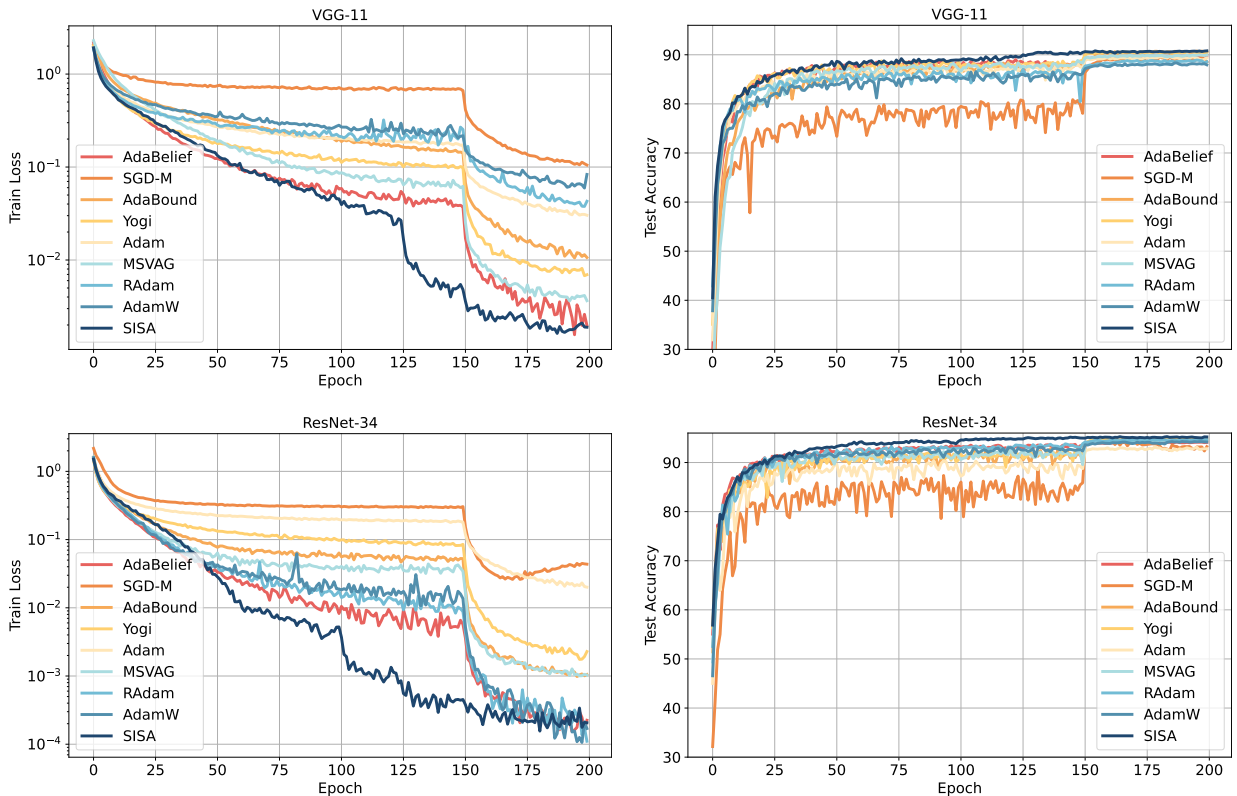 VGG-11
Train Loss
10⁰
10⁻¹
10⁻²
AdaBelief
SGD-M
AdaBound
Yogi
Adam
MSVAG
RAdam
AdamW
SISA
0 25 50 75 100 125 150 175 200
Epoch
VGG-11
Test Accuracy
90
80
70
60
50
40
30
AdaBelief
SGD-M
AdaBound
Yogi
Adam
MSVAG
RAdam
AdamW
SISA
0 25 50 75 100 125 150 175 200
Epoch
ResNet-34
Train Loss
10⁰
10⁻¹
10⁻²
10⁻³
10⁻⁴
AdaBelief
SGD-M
AdaBound
Yogi
Adam
MSVAG
RAdam
AdamW
SISA
0 25 50 75 100 125 150 175 200
Epoch
ResNet-34
Test Accuracy
90
80
70
60
50
40
30
AdaBelief
SGD-M
AdaBound
Yogi
Adam
MSVAG
RAdam
AdamW
SISA
0 25 50 75 100 125 150 175 200
Epoch